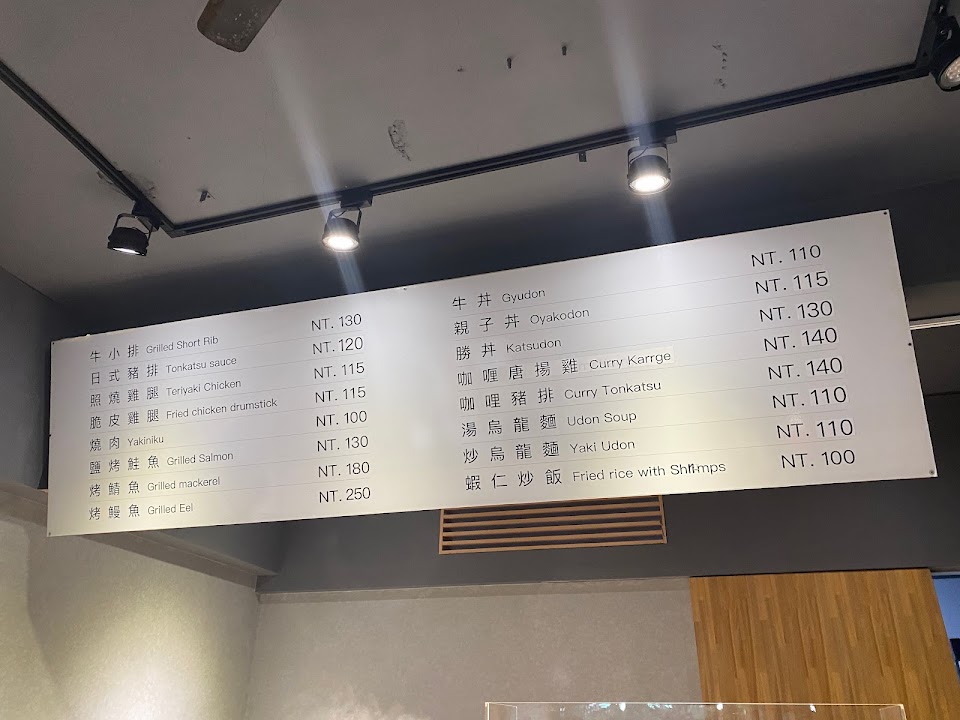 牛小排 Grilled Short Rib NT. 130
日式豬排 Tonkatsu sauce NT. 120
照燒雞腿 Teriyaki Chicken NT. 115
脆皮雞腿 Fried chicken drumstick NT. 115
燒肉 Yakiniku NT. 100
鹽烤鮭魚 Grilled Salmon NT. 130
烤鯖魚 Grilled mackerel NT. 180
烤鰻魚 Grilled Eel NT. 250
牛丼 Gyudon NT. 110
親子丼 Oyakodon NT. 115
勝丼 Katsudon NT. 130
咖喱唐揚雞 Curry Karrge NT. 140
咖哩豬排 Curry Tonkatsu NT. 140
湯烏龍麵 Udon Soup NT. 110
炒烏龍麵 Yaki Udon NT. 110
蝦仁炒飯 Fried rice with Shrimps NT. 100